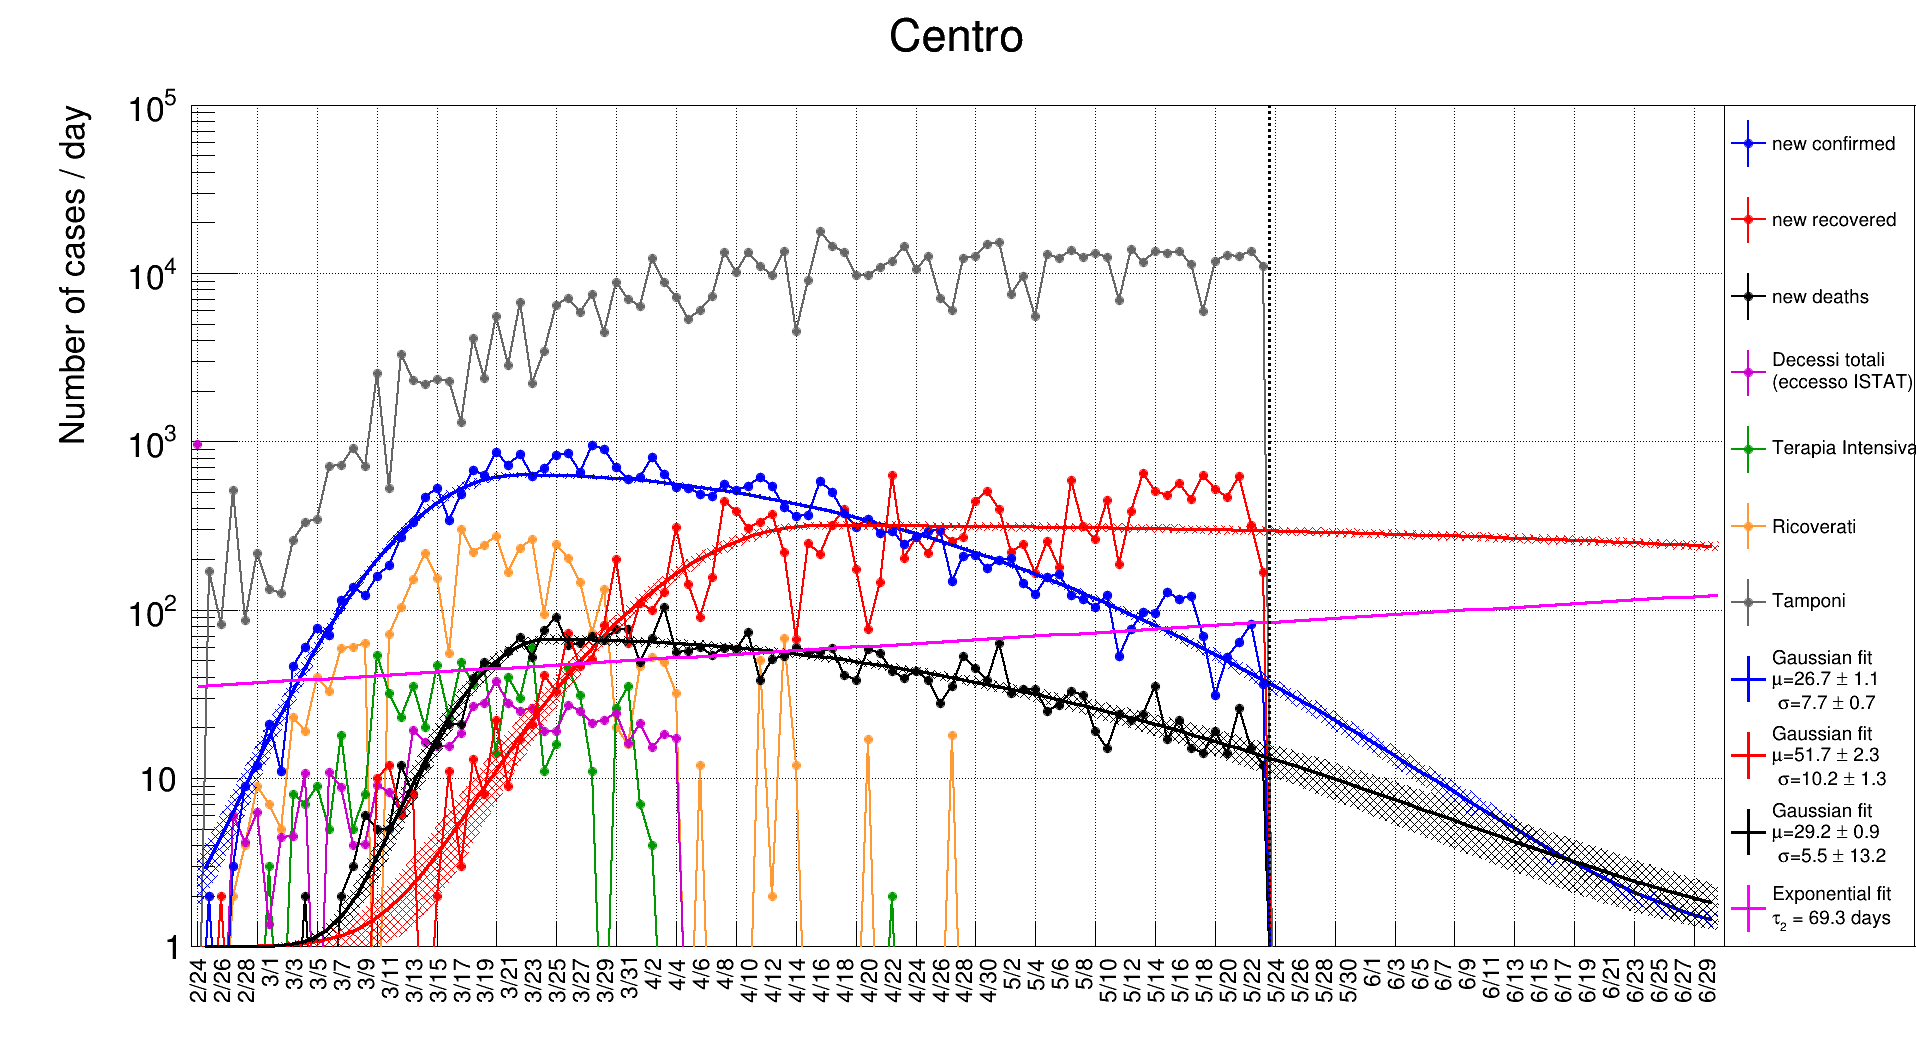 Centro
Number of cases / day
10^5
10^4
10^3
10^2
10
1
2/24 2/26 2/28 3/1 3/3 3/5 3/7 3/9 3/11 3/13 3/15 3/17 3/19 3/21 3/23 3/25 3/27 3/29 3/31 4/2 4/4 4/6 4/8 4/10 4/12 4/14 4/16 4/18 4/20 4/22 4/24 4/26 4/28 4/30 5/2 5/4 5/6 5/8 5/10 5/12 5/14 5/16 5/18 5/20 5/22 5/24 5/26 5/28 5/30 6/1 6/3 6/5 6/7 6/9 6/11 6/13 6/15 6/17 6/19 6/21 6/23 6/25 6/27 6/29
new confirmed
new recovered
new deaths
Decessi totali
(eccesso ISTAT)
Terapia Intensiva
Ricoverati
Tamponi
Gaussian fit
μ=26.7 ± 1.1
σ=7.7 ± 0.7
Gaussian fit
μ=51.7 ± 2.3
σ=10.2 ± 1.3
Gaussian fit
μ=29.2 ± 0.9
σ=5.5 ± 13.2
Exponential fit
τ₂ = 69.3 days